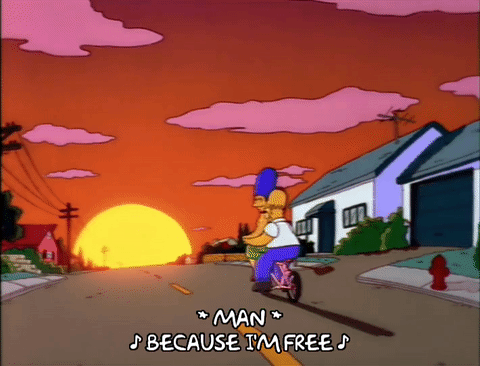 * MAN *
♪ BECAUSE I'M FREE ♪